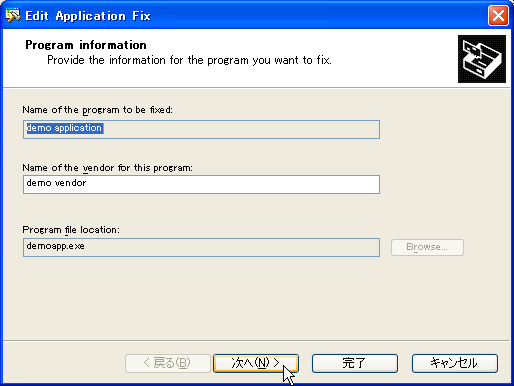 Edit Application Fix
Program information
Provide the information for the program you want to fix.
Name of the program to be fixed:
demo application
Name of the vendor for this program:
demo vendor
Program file location:
demoapp.exe
Browse...
< 戻る(B)
次へ(N) >
完了
キャンセル